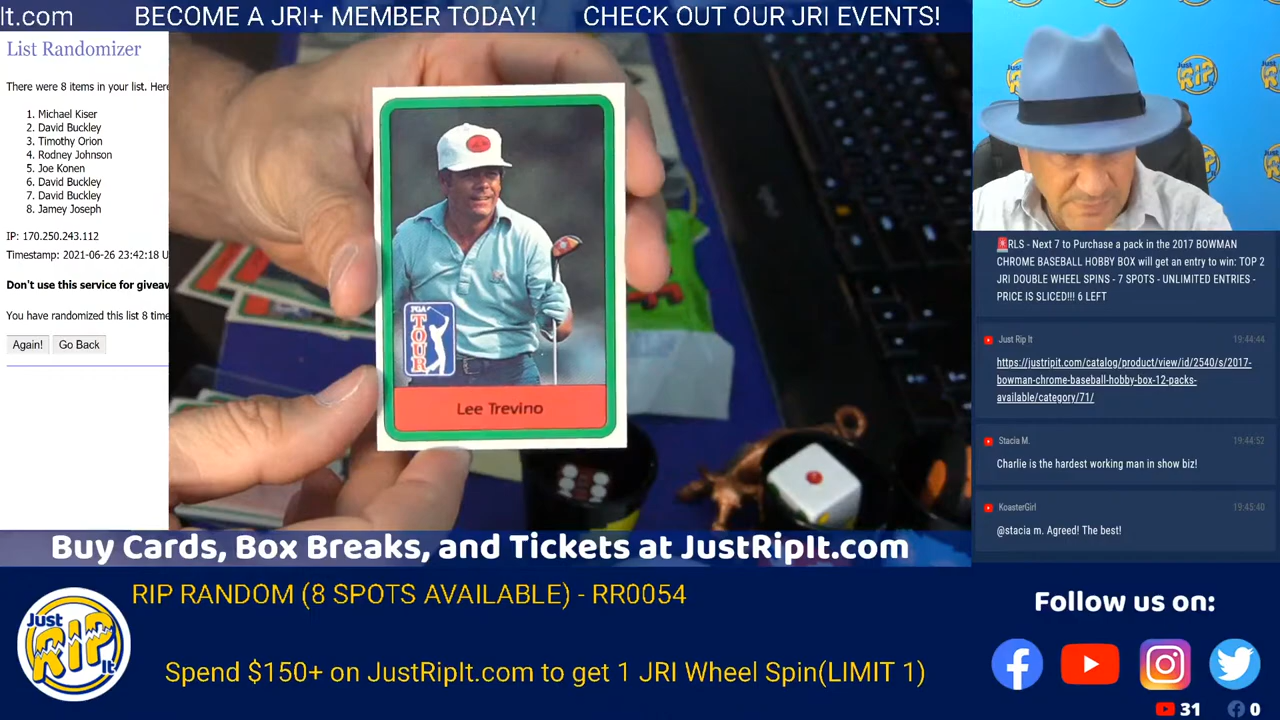 It.com BECOME A JRI+ MEMBER TODAY! CHECK OUT OUR JRI EVENTS!
List Randomizer
There were 8 items in your list. Here
1. Michael Kiser
2. David Buckley
3. Timothy Orion
4. Rodney Johnson
5. Joe Konen
6. David Buckley
7. David Buckley
8. Jamey Joseph
IP: 170.250.243.112
Timestamp: 2021-06-26 23:42:18 U
Don't use this service for giveaw
You have randomized this list 8 time
Again! Go Back
PGA
TOUR
Lee Trevino
RLS - Next 7 to Purchase a pack in the 2017 BOWMAN
CHROME BASEBALL HOBBY BOX will get an entry to win: TOP 2
JRI DOUBLE WHEEL SPINS - 7 SPOTS - UNLIMITED ENTRIES -
PRICE IS SLICED!!! 6 LEFT
Just Rip It 19:44:44
https://justripit.com/catalog/product/view/id/2540/s/2017-
bowman-chrome-baseball-hobby-box-12-packs-
available/category/71/
Stacia M. 19:44:52
Charlie is the hardest working man in show biz!
KoasterGirl 19:45:40
@stacia m. Agreed! The best!
Buy Cards, Box Breaks, and Tickets at JustRipIt.com
Just
RIP
It
RIP RANDOM (8 SPOTS AVAILABLE) - RR0054
Spend $150+ on JustRipIt.com to get 1 JRI Wheel Spin(LIMIT 1)
Follow us on:
31 0